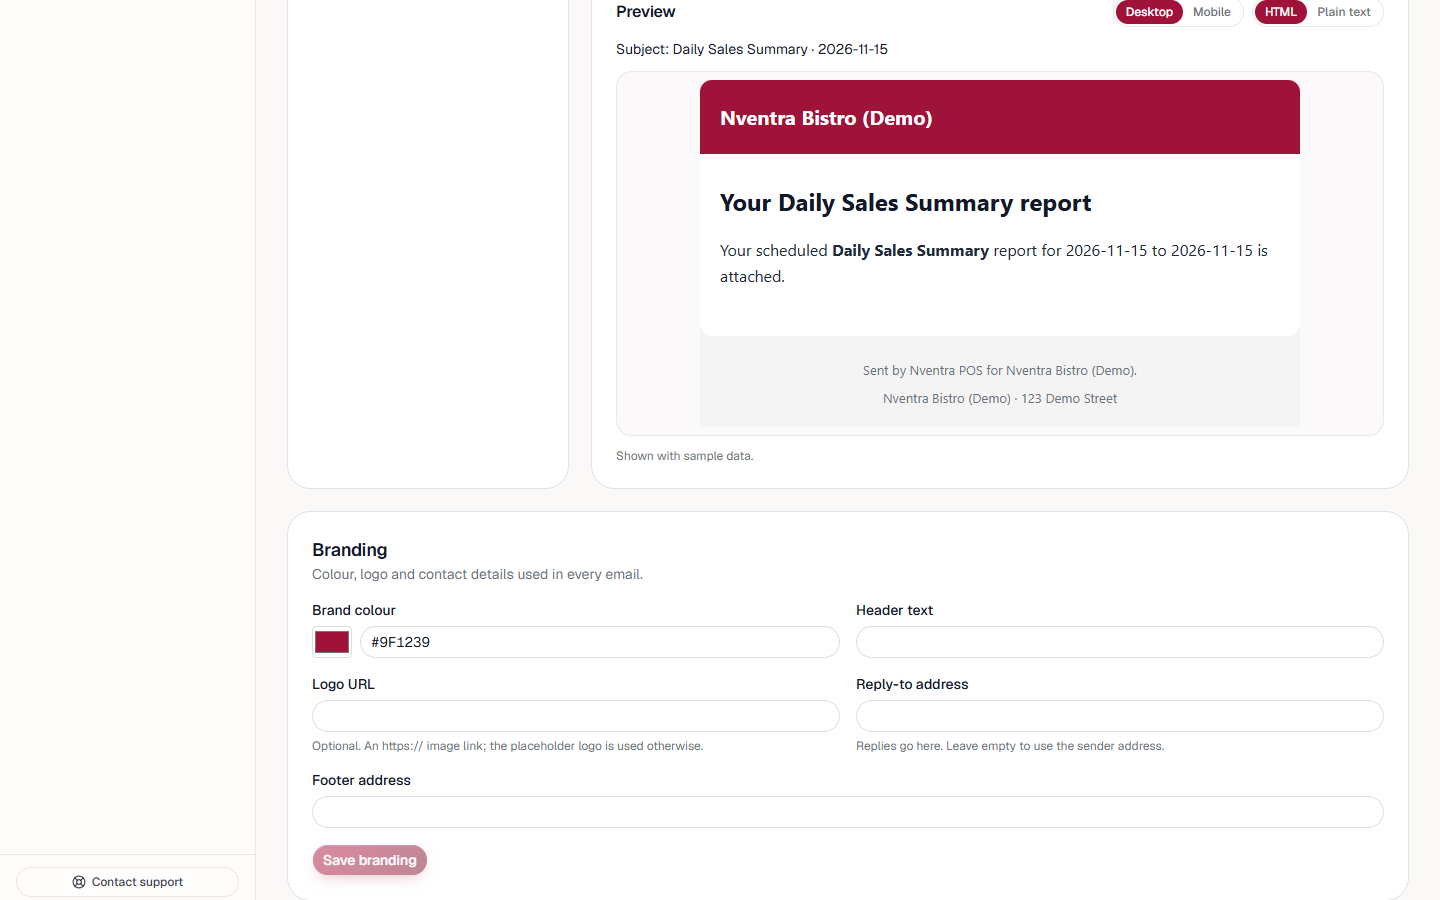 Preview
Desktop Mobile HTML Plain text
Subject: Daily Sales Summary · 2026-11-15
Nventra Bistro (Demo)
Your Daily Sales Summary report
Your scheduled Daily Sales Summary report for 2026-11-15 to 2026-11-15 is
attached.
Sent by Nventra POS for Nventra Bistro (Demo).
Nventra Bistro (Demo) · 123 Demo Street
Shown with sample data.
Branding
Colour, logo and contact details used in every email.
Brand colour
#9F1239
Header text
Logo URL
Optional. An https:// image link; the placeholder logo is used otherwise.
Reply-to address
Replies go here. Leave empty to use the sender address.
Footer address
Save branding
Contact support